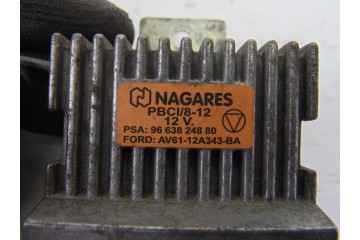 NAGARES
PBCI/8-12
12 V.
PSA: 96 638 248 80
FORD: AV61-12A343-BA